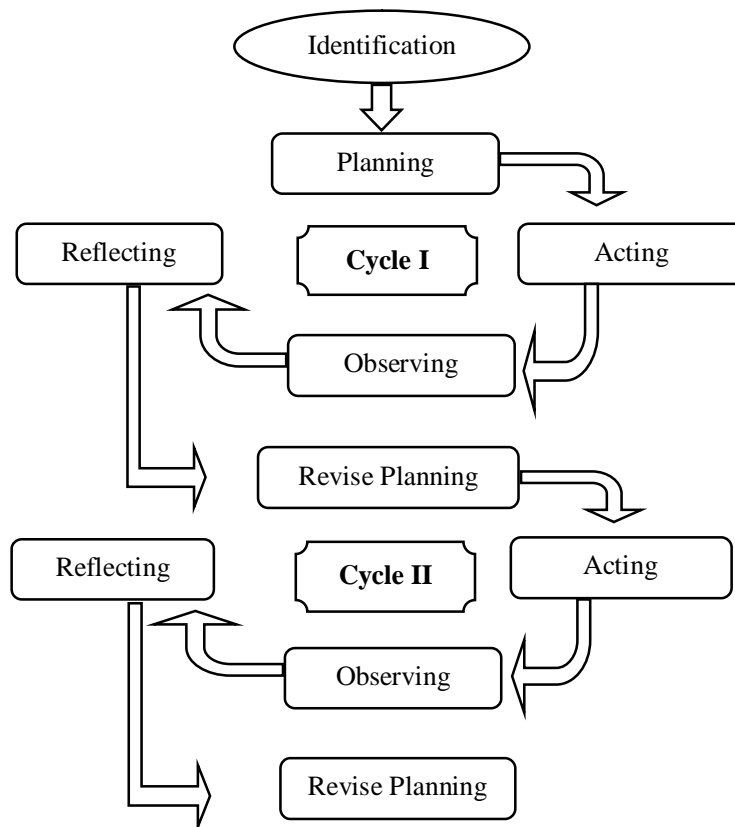 Identification
Planning
Reflecting
Cycle I
Acting
Observing
Revise Planning
Reflecting
Cycle II
Acting
Observing
Revise Planning